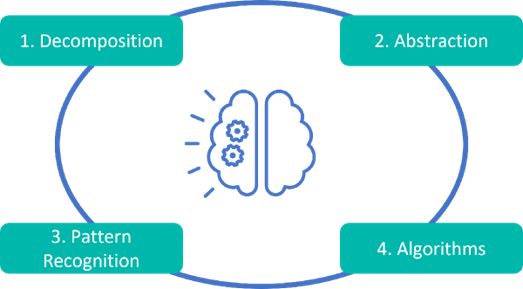 1. Decomposition
2. Abstraction
3. Pattern
Recognition
4. Algorithms